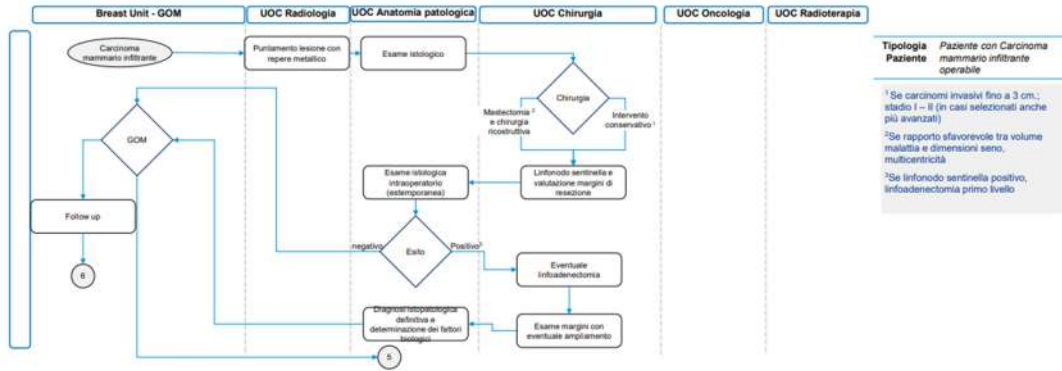 Breast Unit - GOM
UOC Radiologia
UOC Anatomia patologica
UOC Chirurgia
UOC Oncologia
UOC Radioterapia
Carcinoma
mammario infiltrante
Puntamento lesione con
repere metallico
Esame istologico
Chirurgia
Mastectomia ²
e chirurgia
ricostruttiva
Intervento
conservativo ¹
GOM
Esame istologico
intraoperatorio
(estemporanea)
Linfonodo sentinella e
valutazione margini di
resezione
Follow up
6
negativo
Esito
Positivo³
Eventuale
linfoadenectomia
Diagnosi istopatologica
definitiva e
determinazione dei fattori
biologici
Esame margini con
eventuale ampliamento
5
Tipologia
Paziente
Paziente con Carcinoma
mammario infiltrante
operabile
¹ Se carcinomi invasivi fino a 3 cm.;
stadio I – II (in casi selezionati anche
più avanzati)
²Se rapporto sfavorevole tra volume
malattia e dimensioni seno,
multicentricità
³Se linfonodo sentinella positivo,
linfoadenectomia primo livello